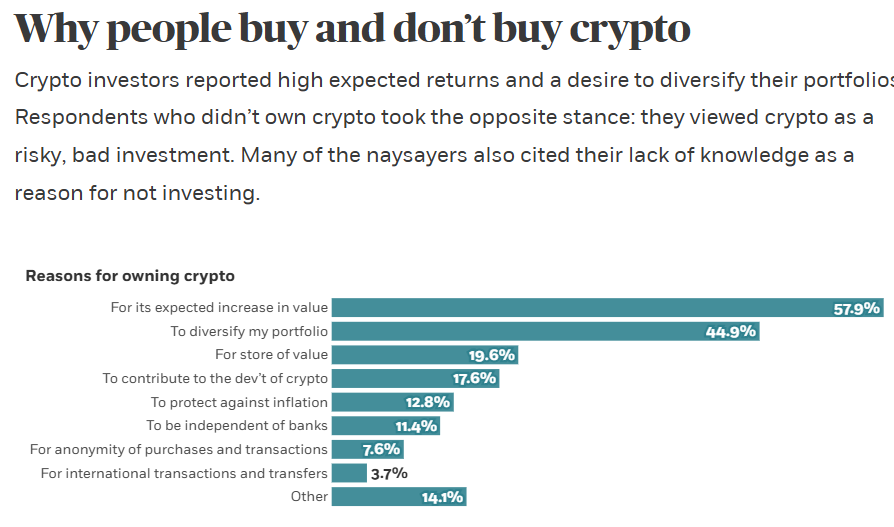 Why people buy and don’t buy crypto
Crypto investors reported high expected returns and a desire to diversify their portfolios
Respondents who didn’t own crypto took the opposite stance: they viewed crypto as a
risky, bad investment. Many of the naysayers also cited their lack of knowledge as a
reason for not investing.
Reasons for owning crypto
For its expected increase in value 57.9%
To diversify my portfolio 44.9%
For store of value 19.6%
To contribute to the dev’t of crypto 17.6%
To protect against inflation 12.8%
To be independent of banks 11.4%
For anonymity of purchases and transactions 7.6%
For international transactions and transfers 3.7%
Other 14.1%